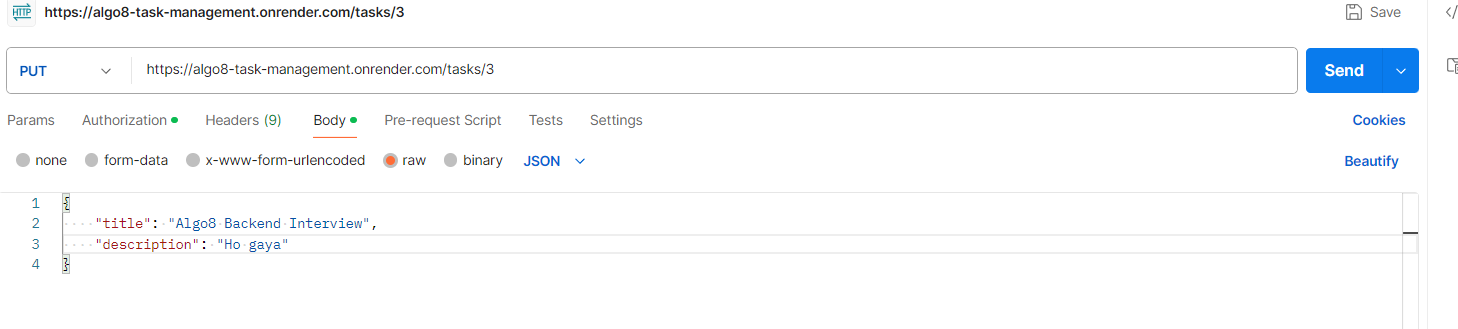 HTTP https://algo8-task-management.onrender.com/tasks/3 Save </>
PUT https://algo8-task-management.onrender.com/tasks/3 Send
Params Authorization Headers (9) Body Pre-request Script Tests Settings Cookies
none form-data x-www-form-urlencoded raw binary JSON Beautify
1 {
2 "title": "Algo8 Backend Interview",
3 "description": "Ho gaya"
4 }